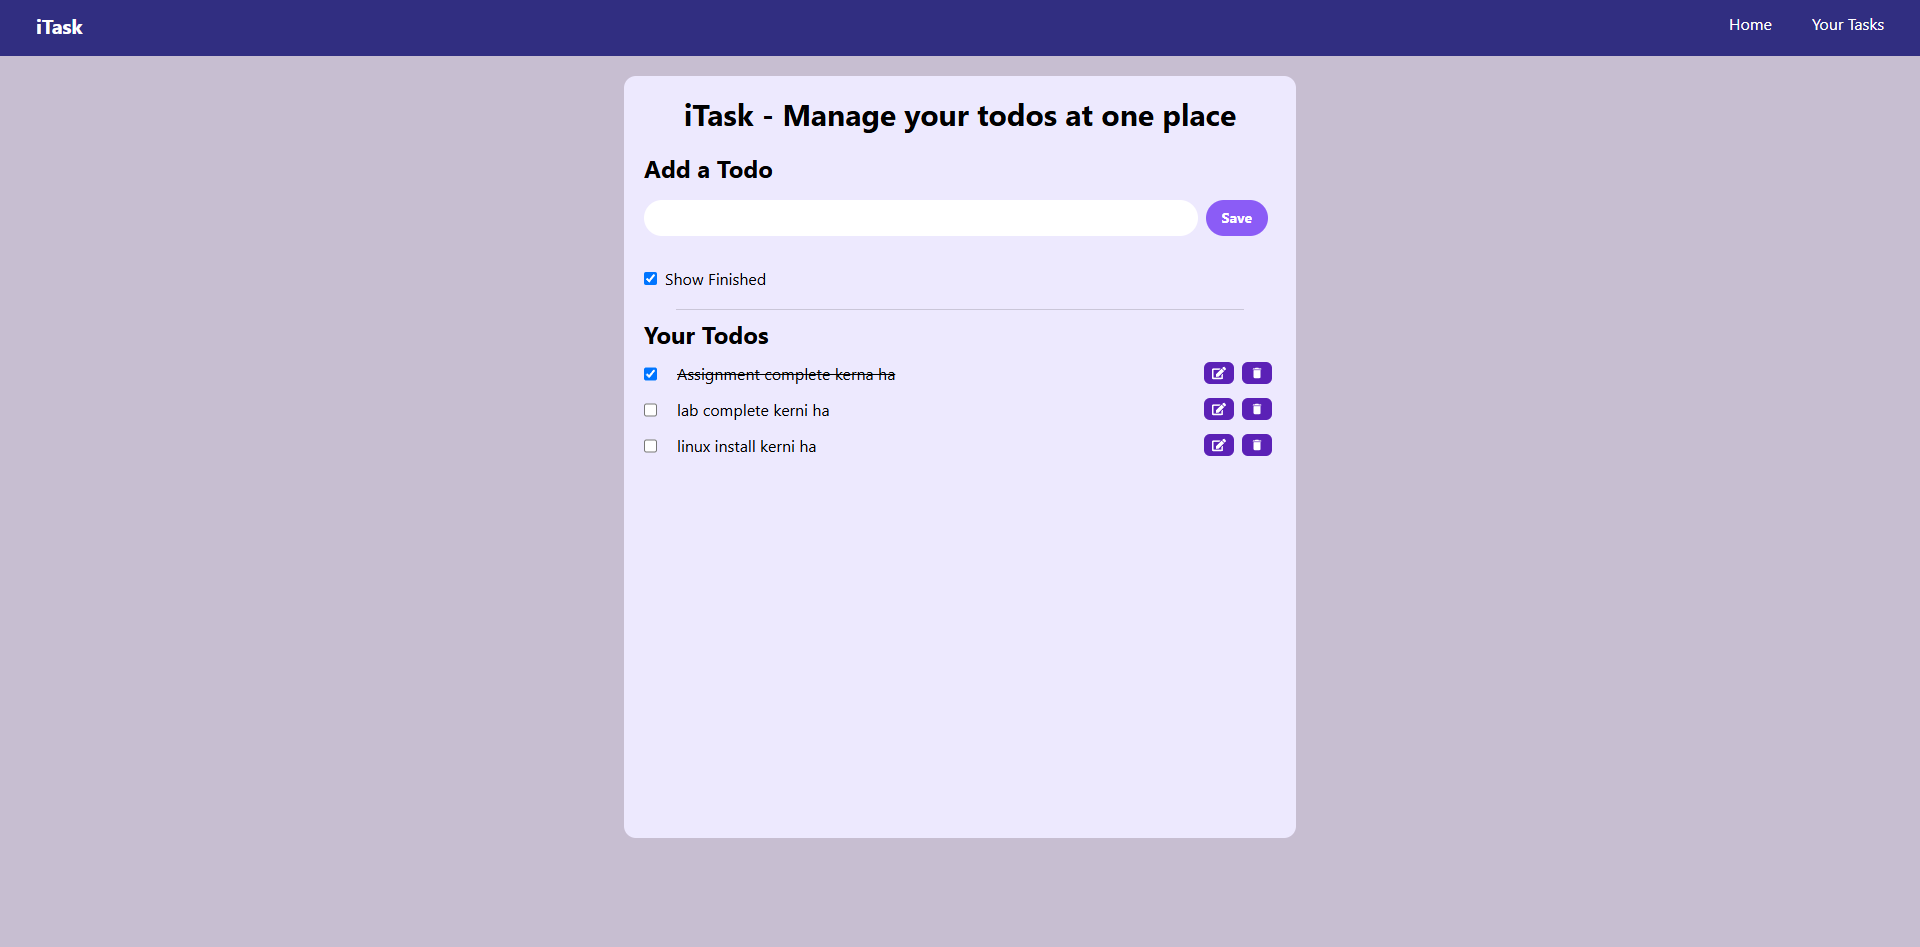 iTask
Home
Your Tasks
iTask - Manage your todos at one place
Add a Todo
Save
Show Finished
Your Todos
Assignment complete kerna ha
lab complete kerni ha
linux install kerni ha